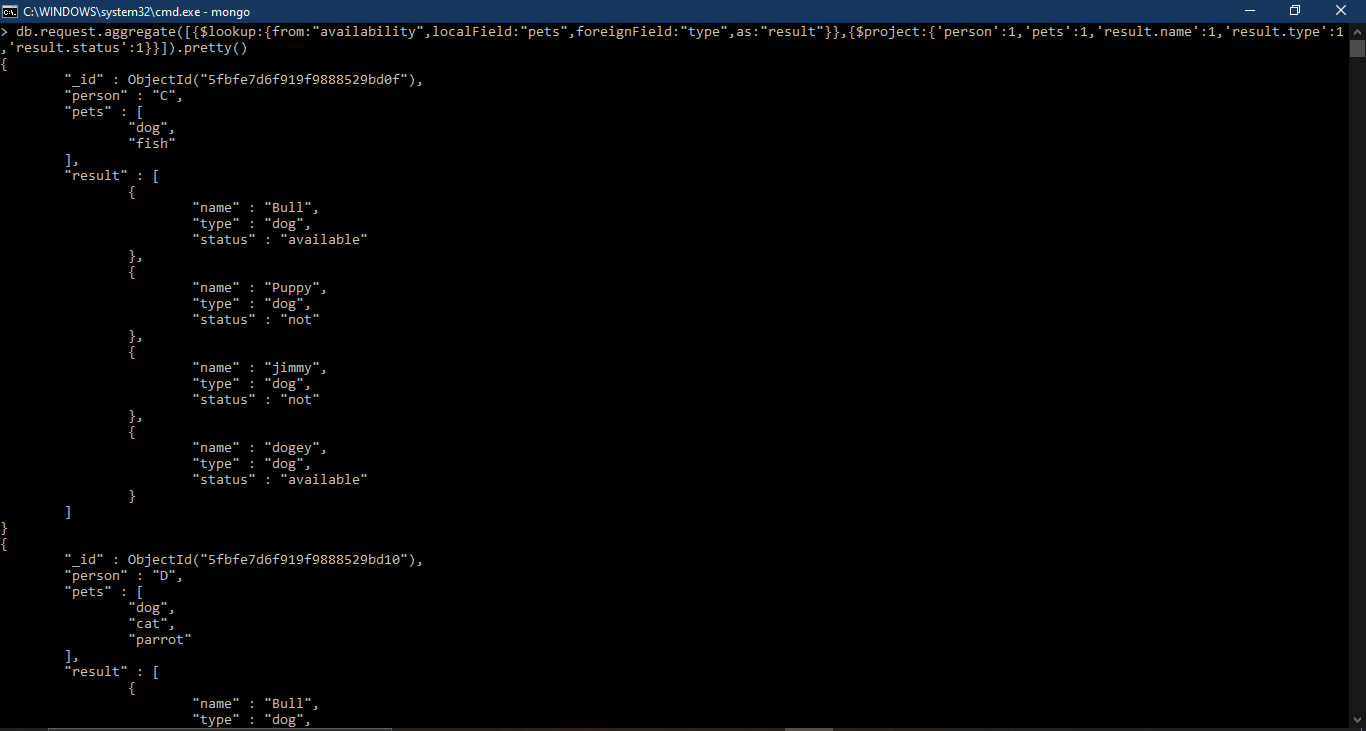 C:\WINDOWS\system32\cmd.exe - mongo
> db.request.aggregate([{$lookup:{from:"availability",localField:"pets",foreignField:"type",as:"result"}},{$project:{'person':1,'pets':1,'result.name':1,'result.type':1
,'result.status':1}}]).pretty()
{
"_id" : ObjectId("5fbfe7d6f919f9888529bd0f"),
"person" : "C",
"pets" : [
"dog",
"fish"
],
"result" : [
{
"name" : "Bull",
"type" : "dog",
"status" : "available"
},
{
"name" : "Puppy",
"type" : "dog",
"status" : "not"
},
{
"name" : "jimmy",
"type" : "dog",
"status" : "not"
},
{
"name" : "dogey",
"type" : "dog",
"status" : "available"
}
]
}
{
"_id" : ObjectId("5fbfe7d6f919f9888529bd10"),
"person" : "D",
"pets" : [
"dog",
"cat",
"parrot"
],
"result" : [
{
"name" : "Bull",
"type" : "dog",